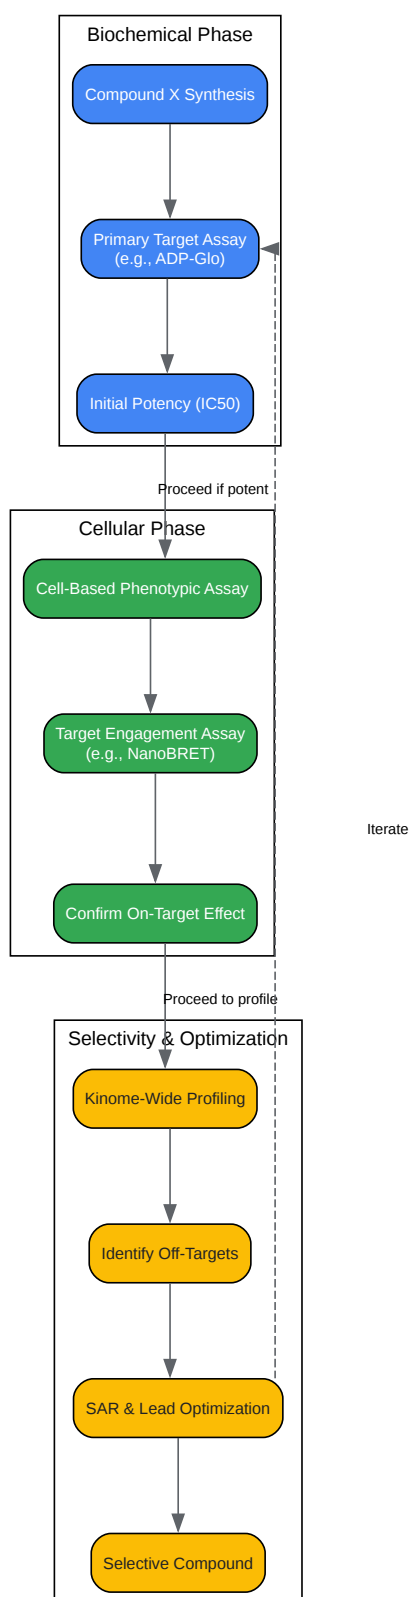 Biochemical Phase
Compound X Synthesis
Primary Target Assay
(e.g., ADP-Glo)
Initial Potency (IC50)
Proceed if potent
Cellular Phase
Cell-Based Phenotypic Assay
Target Engagement Assay
(e.g., NanoBRET)
Iterate
Confirm On-Target Effect
Proceed to profile
Selectivity & Optimization
Kinome-Wide Profiling
Identify Off-Targets
SAR & Lead Optimization
Selective Compound